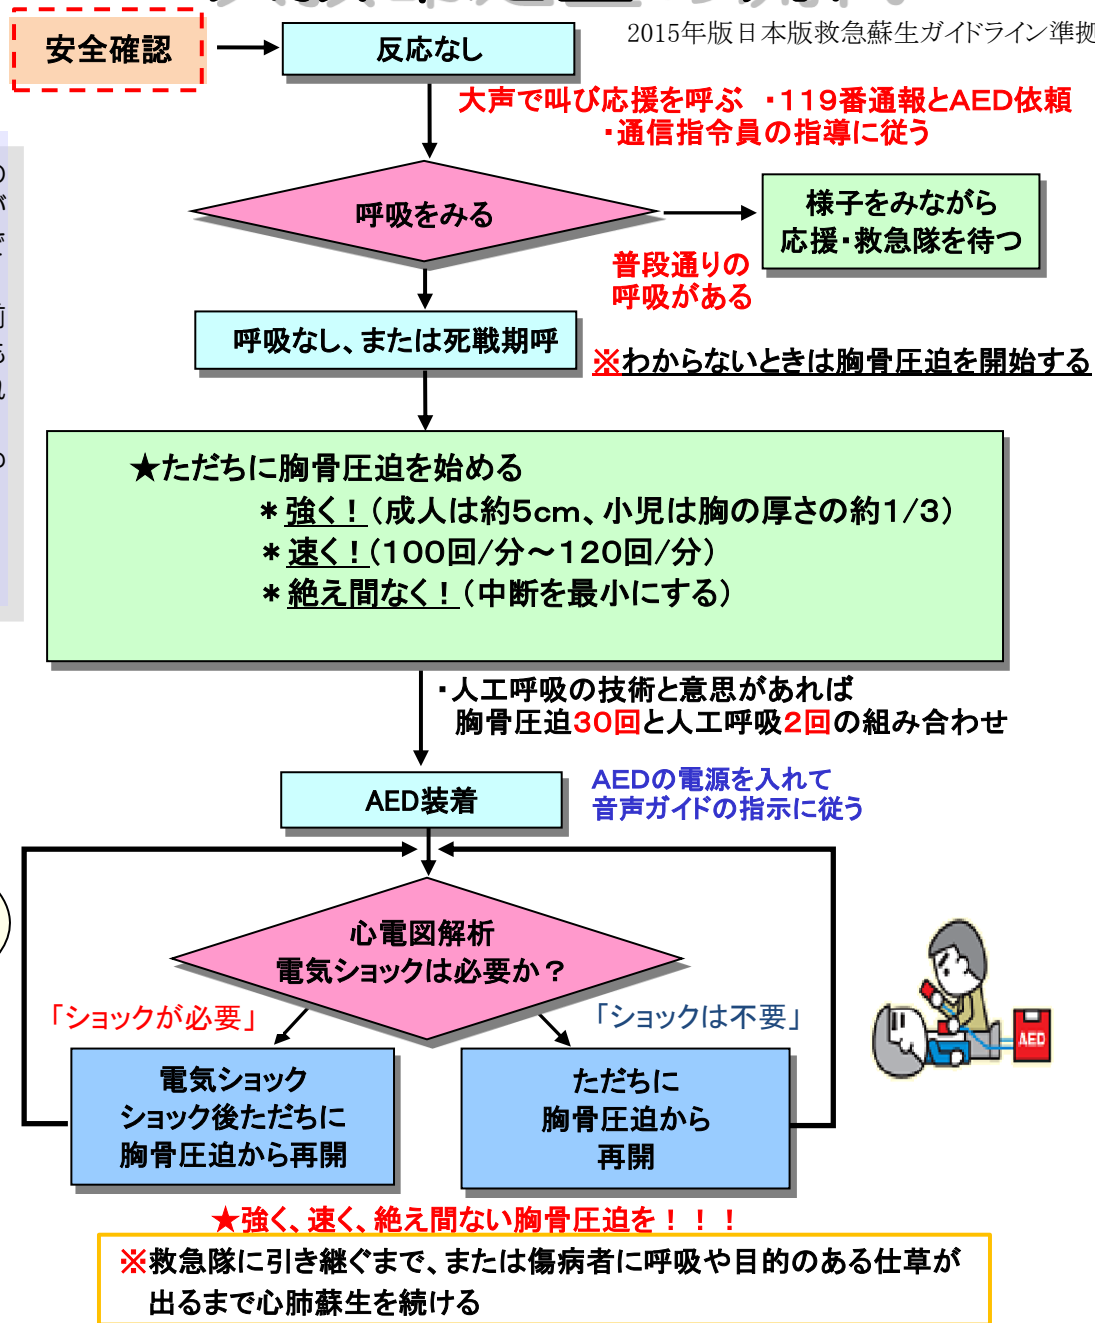 2015年版日本版救急蘇生ガイドライン準拠
安全確認
反応なし
大声で叫び応援を呼ぶ ・119番通報とAED依頼
・通信指令員の指導に従う
呼吸をみる
様子をみながら
応援・救急隊を待つ
普段通りの
呼吸がある
呼吸なし、または死戦期呼
※わからないときは胸骨圧迫を開始する
★ただちに胸骨圧迫を始める
＊強く！（成人は約5cm、小児は胸の厚さの約1/3）
＊速く！（100回/分～120回/分）
＊絶え間なく！（中断を最小にする）
・人工呼吸の技術と意思があれば
胸骨圧迫30回と人工呼吸2回の組み合わせ
AED装着
AEDの電源を入れて
音声ガイドの指示に従う
心電図解析
電気ショックは必要か？
「ショックが必要」
「ショックは不要」
電気ショック
ショック後ただちに
胸骨圧迫から再開
ただちに
胸骨圧迫から
再開
AED
★強く、速く、絶え間ない胸骨圧迫を！！！
※救急隊に引き継ぐまで、または傷病者に呼吸や目的のある仕草が
出るまで心肺蘇生を続ける